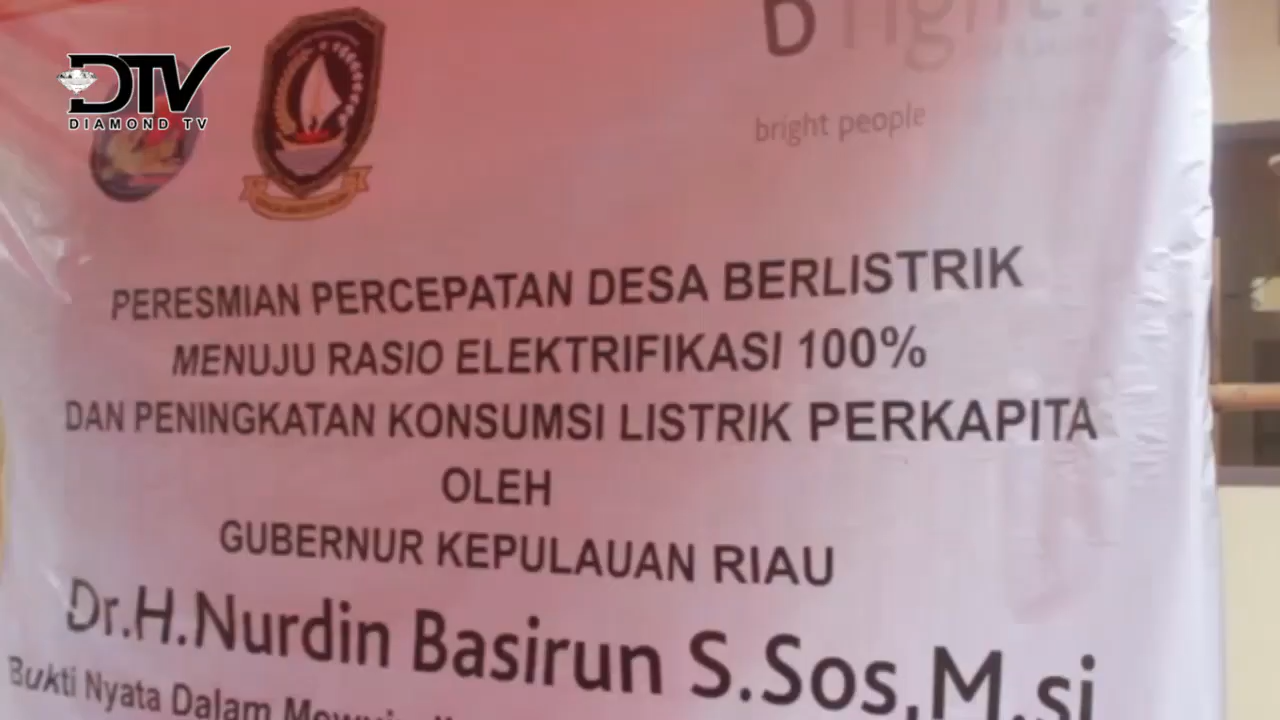 DTV
DIAMOND TV
bright
bright people
PERESMIAN PERCEPATAN DESA BERLISTRIK
MENUJU RASIO ELEKTRIFIKASI 100%
DAN PENINGKATAN KONSUMSI LISTRIK PERKAPITA
OLEH
GUBERNUR KEPULAUAN RIAU
Dr.H.Nurdin Basirun S.Sos,M.si
Bukti Nyata Dalam